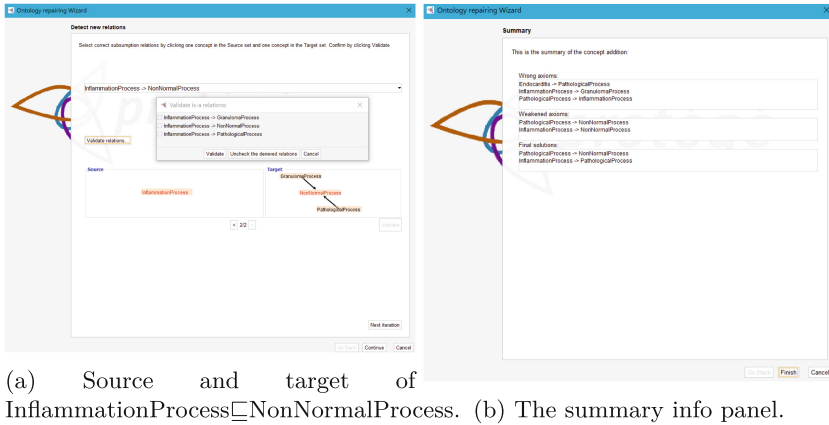 Ontology repairing Wizard
Detect new relations
Select correct subsumption relations by clicking one concept in the Source set and one concept in the Target set. Confirm by clicking Validate
InflammationProcess -> NonNormalProcess
Validate is-a relations
InflammationProcess -> GranulomaProcess
InflammationProcess -> NonNormalProcess
InflammationProcess -> PathologicalProcess
Validate Uncheck the derived relations Cancel
Validate relations...
Source
InflammationProcess
Target
GranulomaProcess
NonNormalProcess
PathologicalProcess
< 2/2 >
Validate
Next iteration
Go Back Continue Cancel
(a) Source and target of
InflammationProcess⊑NonNormalProcess.
Ontology repairing Wizard
Summary
This is the summary of the concept addition:
Wrong axioms:
Endocarditis -> PathologicalProcess
InflammationProcess -> GranulomaProcess
PathologicalProcess -> InflammationProcess
Weakened axioms:
PathologicalProcess -> NonNormalProcess
InflammationProcess -> NonNormalProcess
Final solutions:
PathologicalProcess -> NonNormalProcess
InflammationProcess -> PathologicalProcess
Go Back Finish Cancel
(b) The summary info panel.